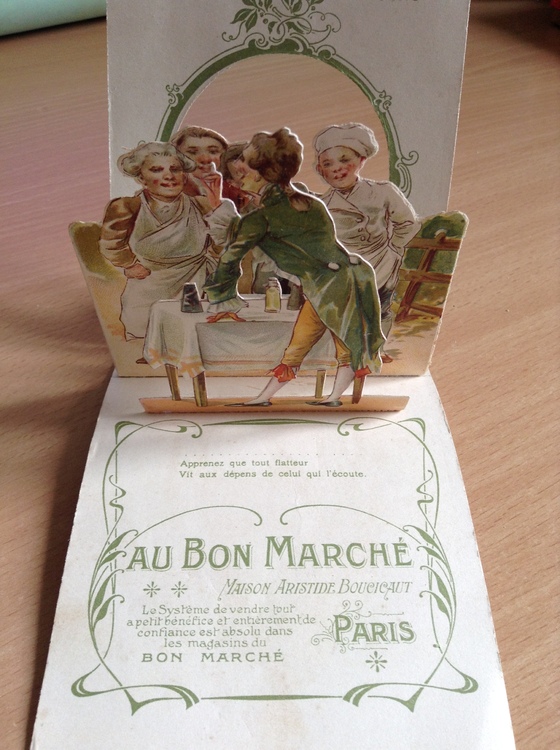 Apprenez que tout flatteur
Vit aux dépens de celui qui l'écoute.
AU BON MARCHÉ
MAISON ARISTIDE BOUCICAUT
Le Système de vendre tout
a petit bénéfice et entièrement de
confiance est absolu dans
les magasins du
BON MARCHÉ
PARIS